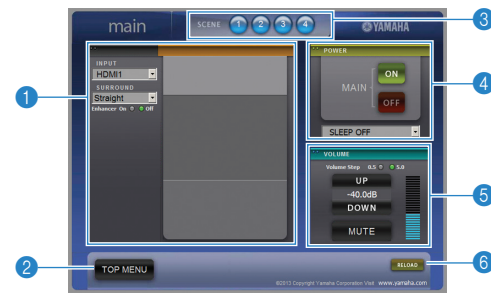 main
SCENE 1 2 3 4
YAMAHA
3
1
INPUT
HDMI1
SURROUND
Straight
Enhancer On Off
POWER
MAIN
ON
OFF
SLEEP OFF
4
VOLUME
Volume Step 0.5 5.0
UP
-40.0dB
DOWN
MUTE
5
2
TOP MENU
RELOAD
6
©2013 Copyright Yamaha Corporation Visit www.yamaha.com